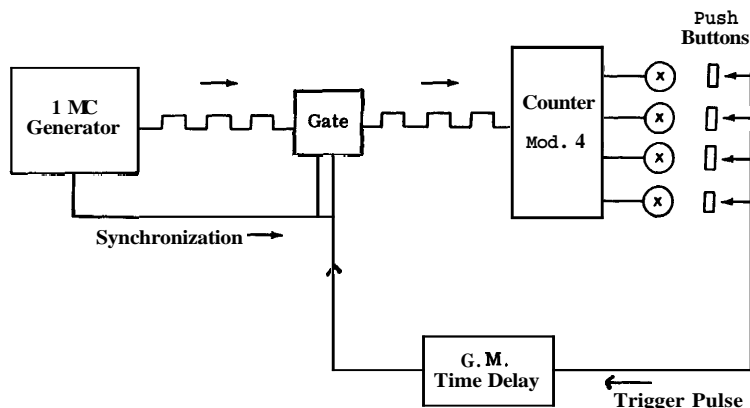 Push
Buttons
1 MC
Generator
Gate
Counter
Mod. 4
x
x
x
x
Synchronization
G.M.
Time Delay
Trigger Pulse